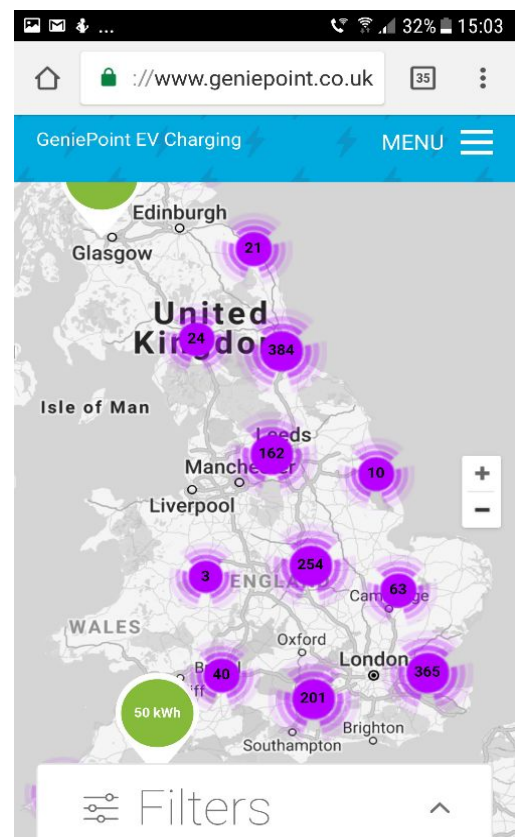 ... 32% 15:03
://www.geniepoint.co.uk 35
GeniePoint EV Charging MENU
Edinburgh
Glasgow
21
United
Kingdom
24
384
Isle of Man
Leeds
162
Manchester
10
Liverpool
+
−
254
3
ENGLAND
63
Cambridge
WALES
Oxford
London
365
40
201
50 kWh
Brighton
Southampton
Filters